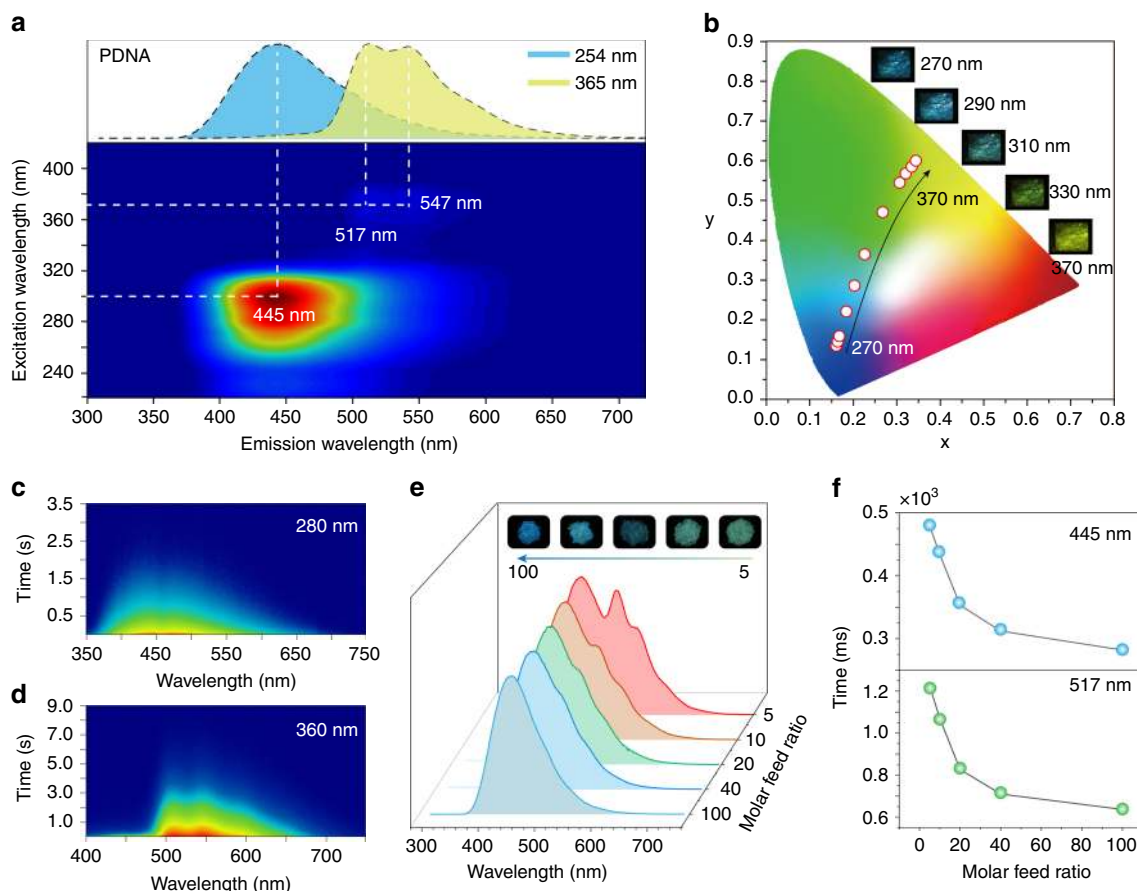 a
PDNA
254 nm
365 nm
400
360
320
280
240
Excitation wavelength (nm)
547 nm
517 nm
445 nm
300 350 400 450 500 550 600 650 700
Emission wavelength (nm)
b
0.9
0.8
0.7
0.6
0.5
0.4
0.3
0.2
0.1
0.0
y
270 nm
290 nm
310 nm
330 nm
370 nm
370 nm
270 nm
0.0 0.1 0.2 0.3 0.4 0.5 0.6 0.7 0.8
x
c
3.5
2.5
1.5
0.5
Time (s)
280 nm
350 450 550 650 750
Wavelength (nm)
d
9.0
7.0
5.0
3.0
1.0
Time (s)
360 nm
400 500 600 700
Wavelength (nm)
e
100 5
5
10
20
40
100
Molar feed ratio
300 400 500 600 700
Wavelength (nm)
f
×10³
0.5
0.4
0.3
445 nm
Time (ms)
517 nm
1.2
1.0
0.8
0.6
0 20 40 60 80 100
Molar feed ratio